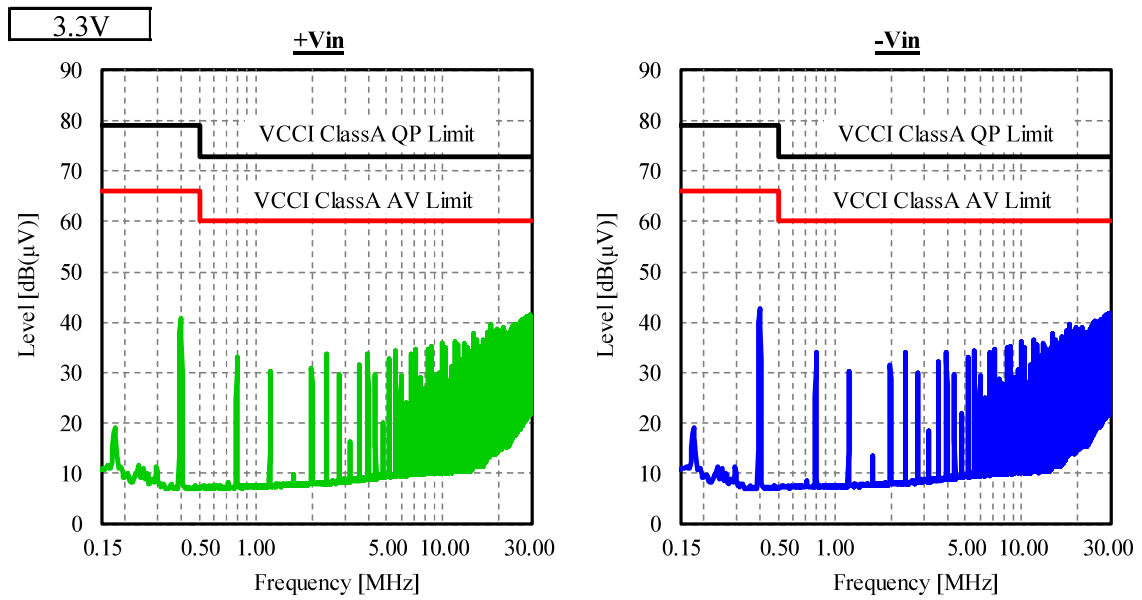 3.3V
+Vin
90
80
70
60
50
40
30
20
10
0
Level [dB(μV)]
VCCI ClassA QP Limit
VCCI ClassA AV Limit
0.15 0.50 1.00 5.00 10.00 30.00
Frequency [MHz]
-Vin
90
80
70
60
50
40
30
20
10
0
Level [dB(μV)]
VCCI ClassA QP Limit
VCCI ClassA AV Limit
0.15 0.50 1.00 5.00 10.00 30.00
Frequency [MHz]